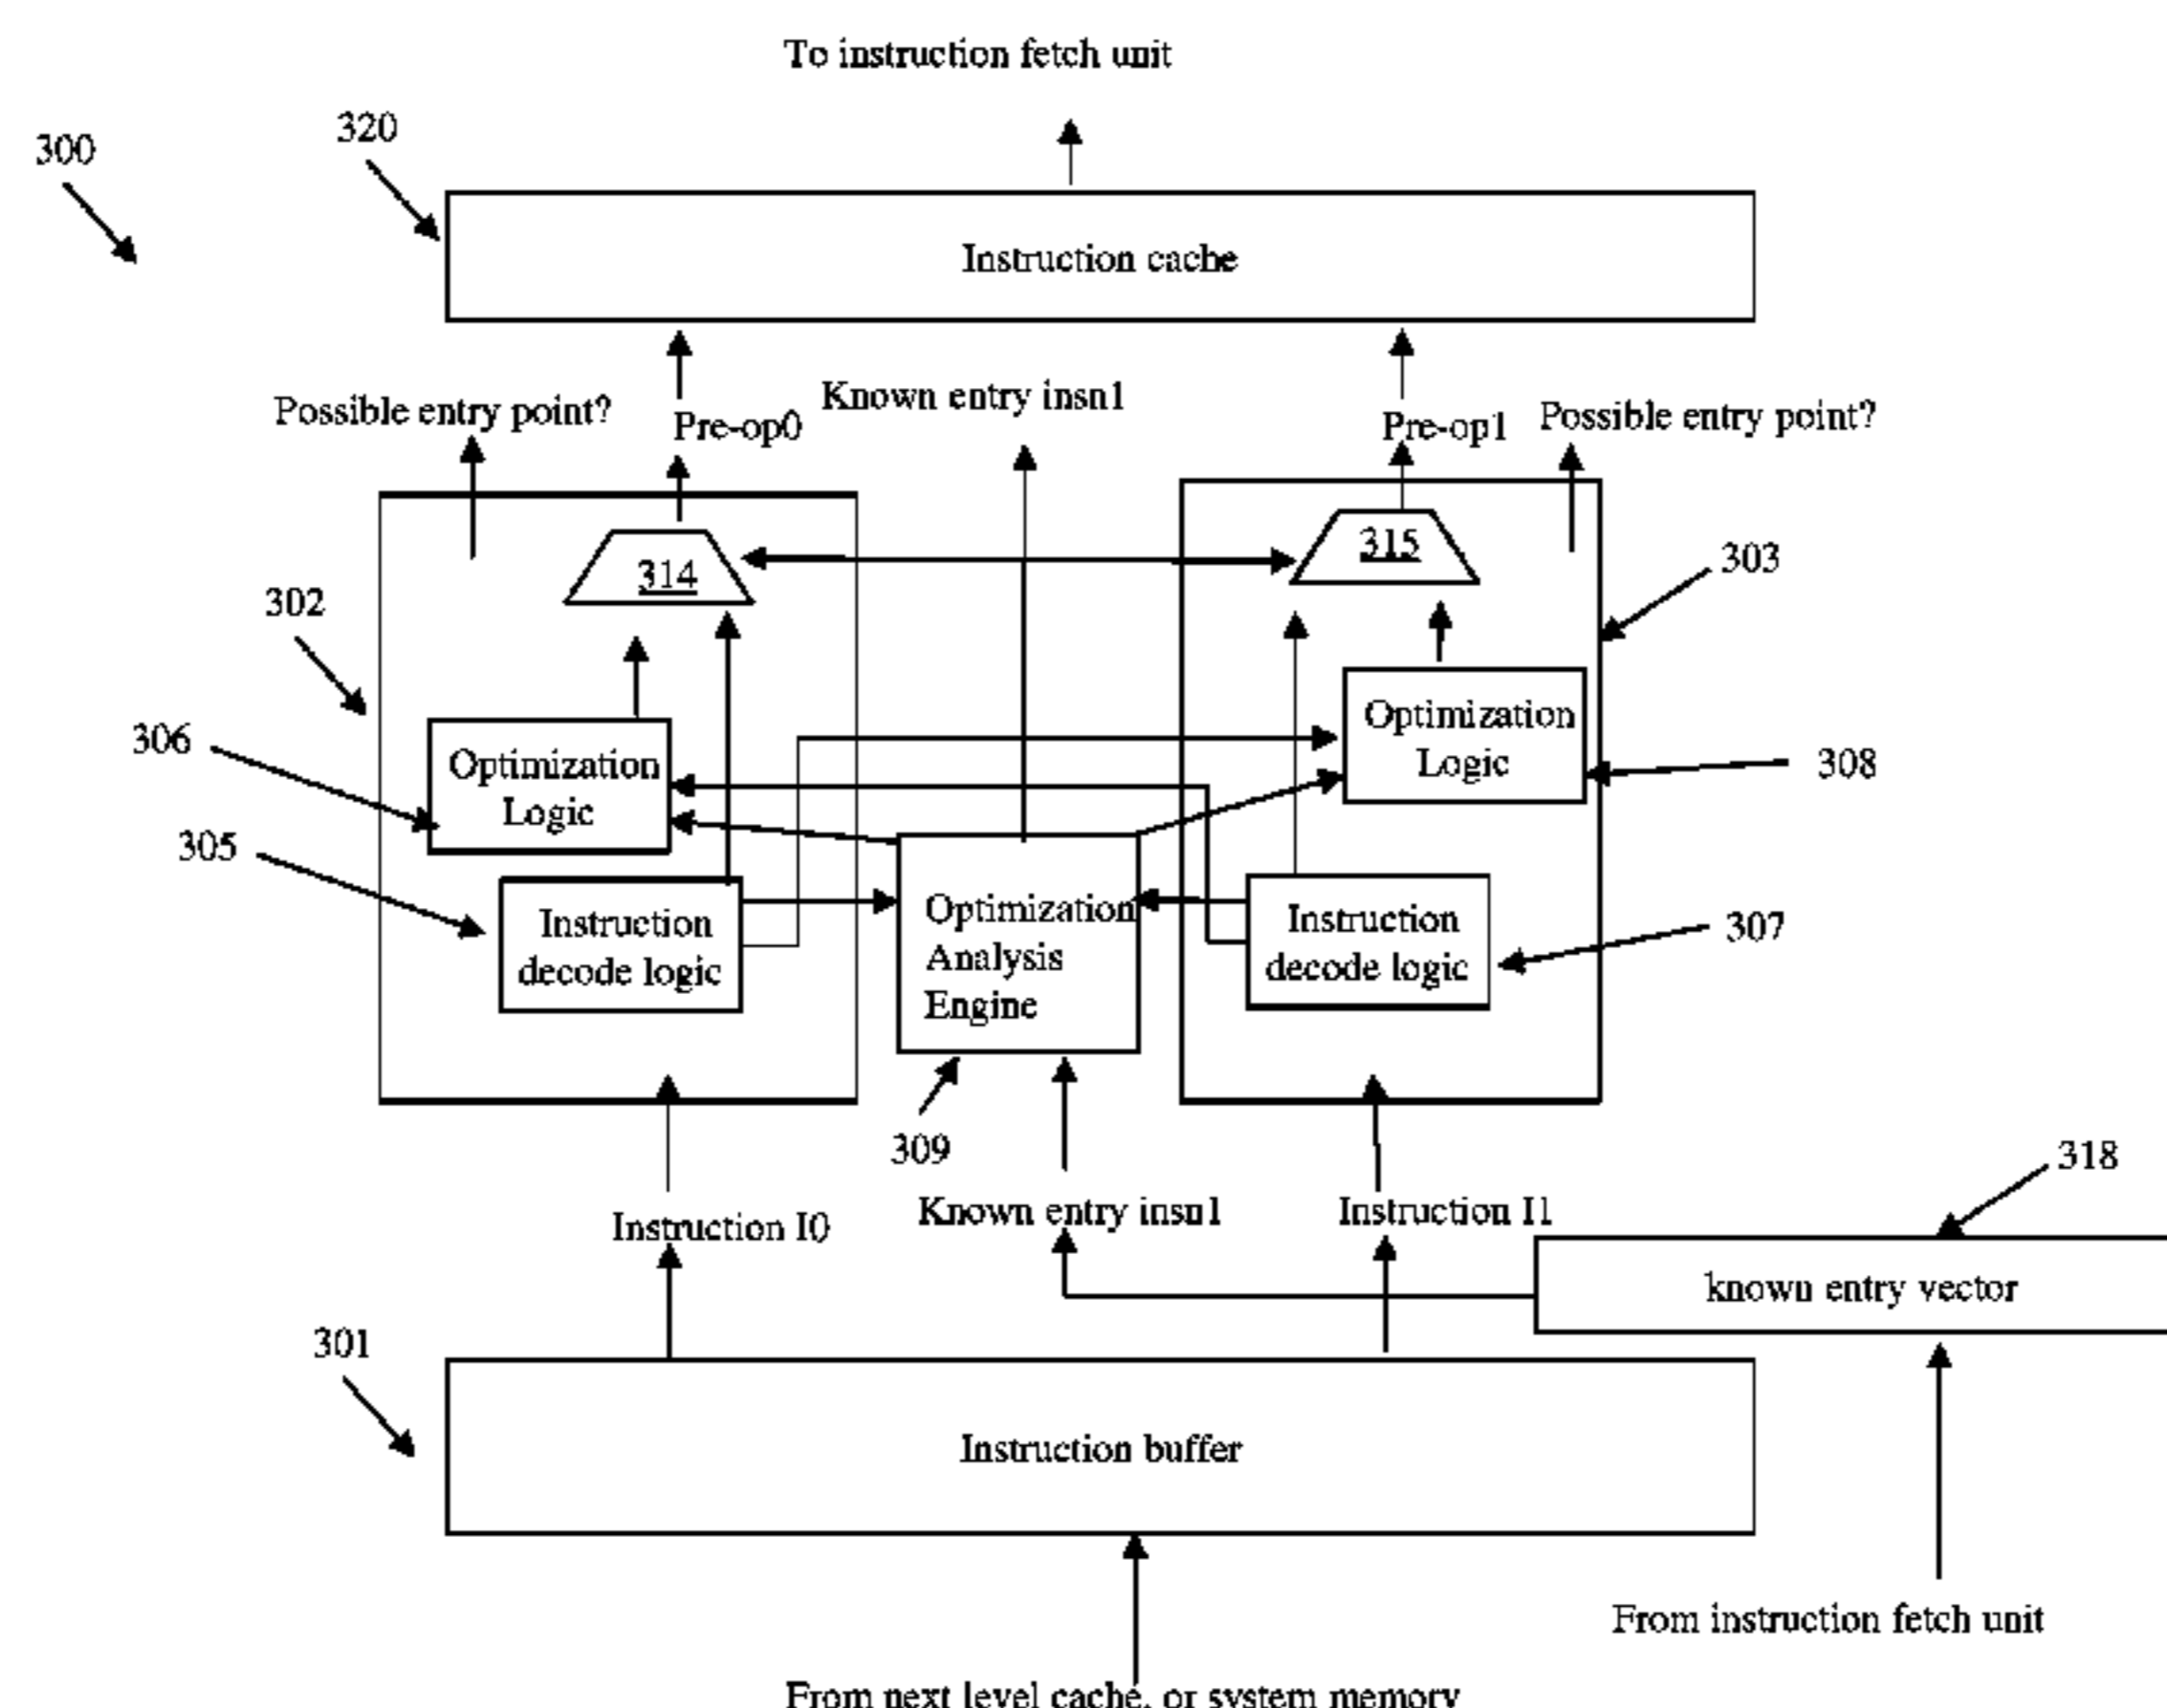 To instruction fetch unit
320
300
Instruction cache
Possible entry point?
Pre-op0
Known entry insn1
Pre-op1
Possible entry point?
314
315
303
302
306
Optimization
Logic
Optimization
Logic
308
305
Instruction
decode logic
Optimization
Analysis
Engine
Instruction
decode logic
307
309
318
Instruction I0
Known entry insn1
Instruction I1
known entry vector
301
Instruction buffer
From instruction fetch unit
From next level cache, or system memory